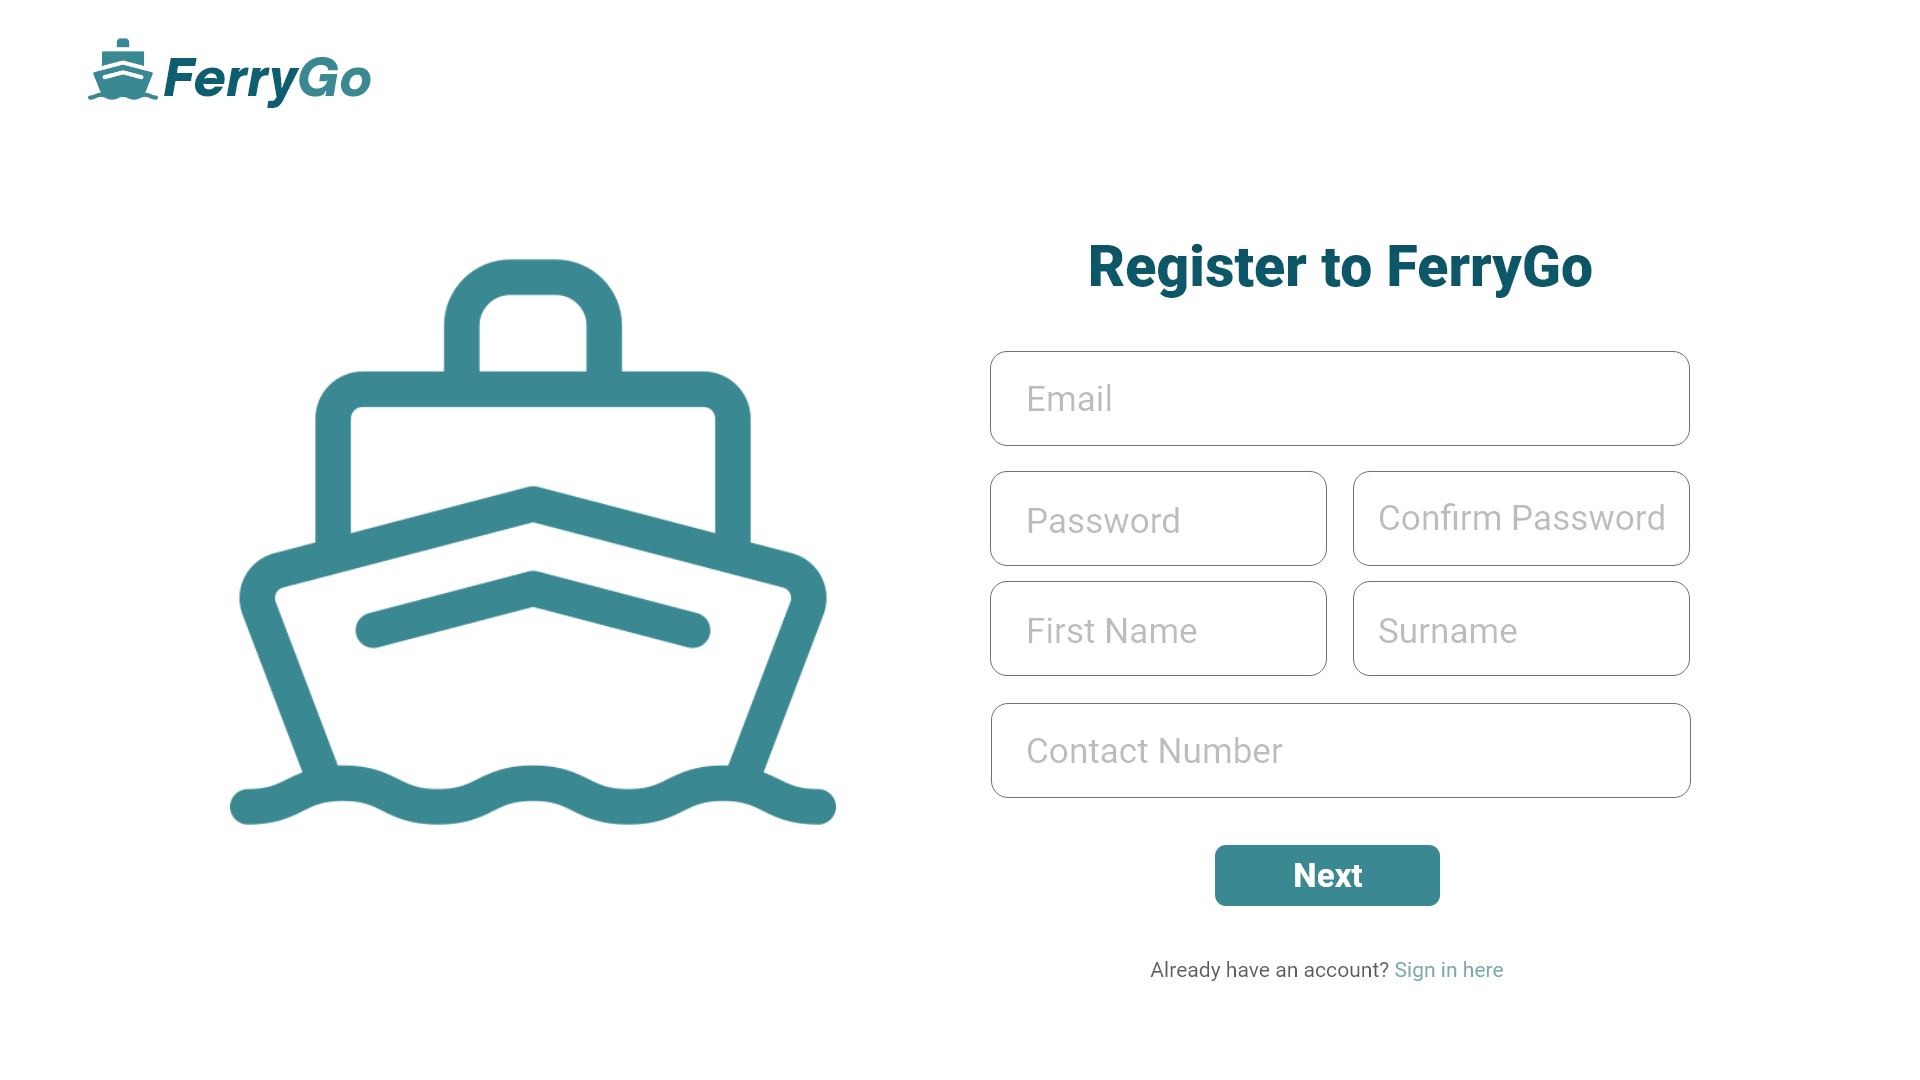 FerryGo
Register to FerryGo
Email
Password
Confirm Password
First Name
Surname
Contact Number
Next
Already have an account? Sign in here